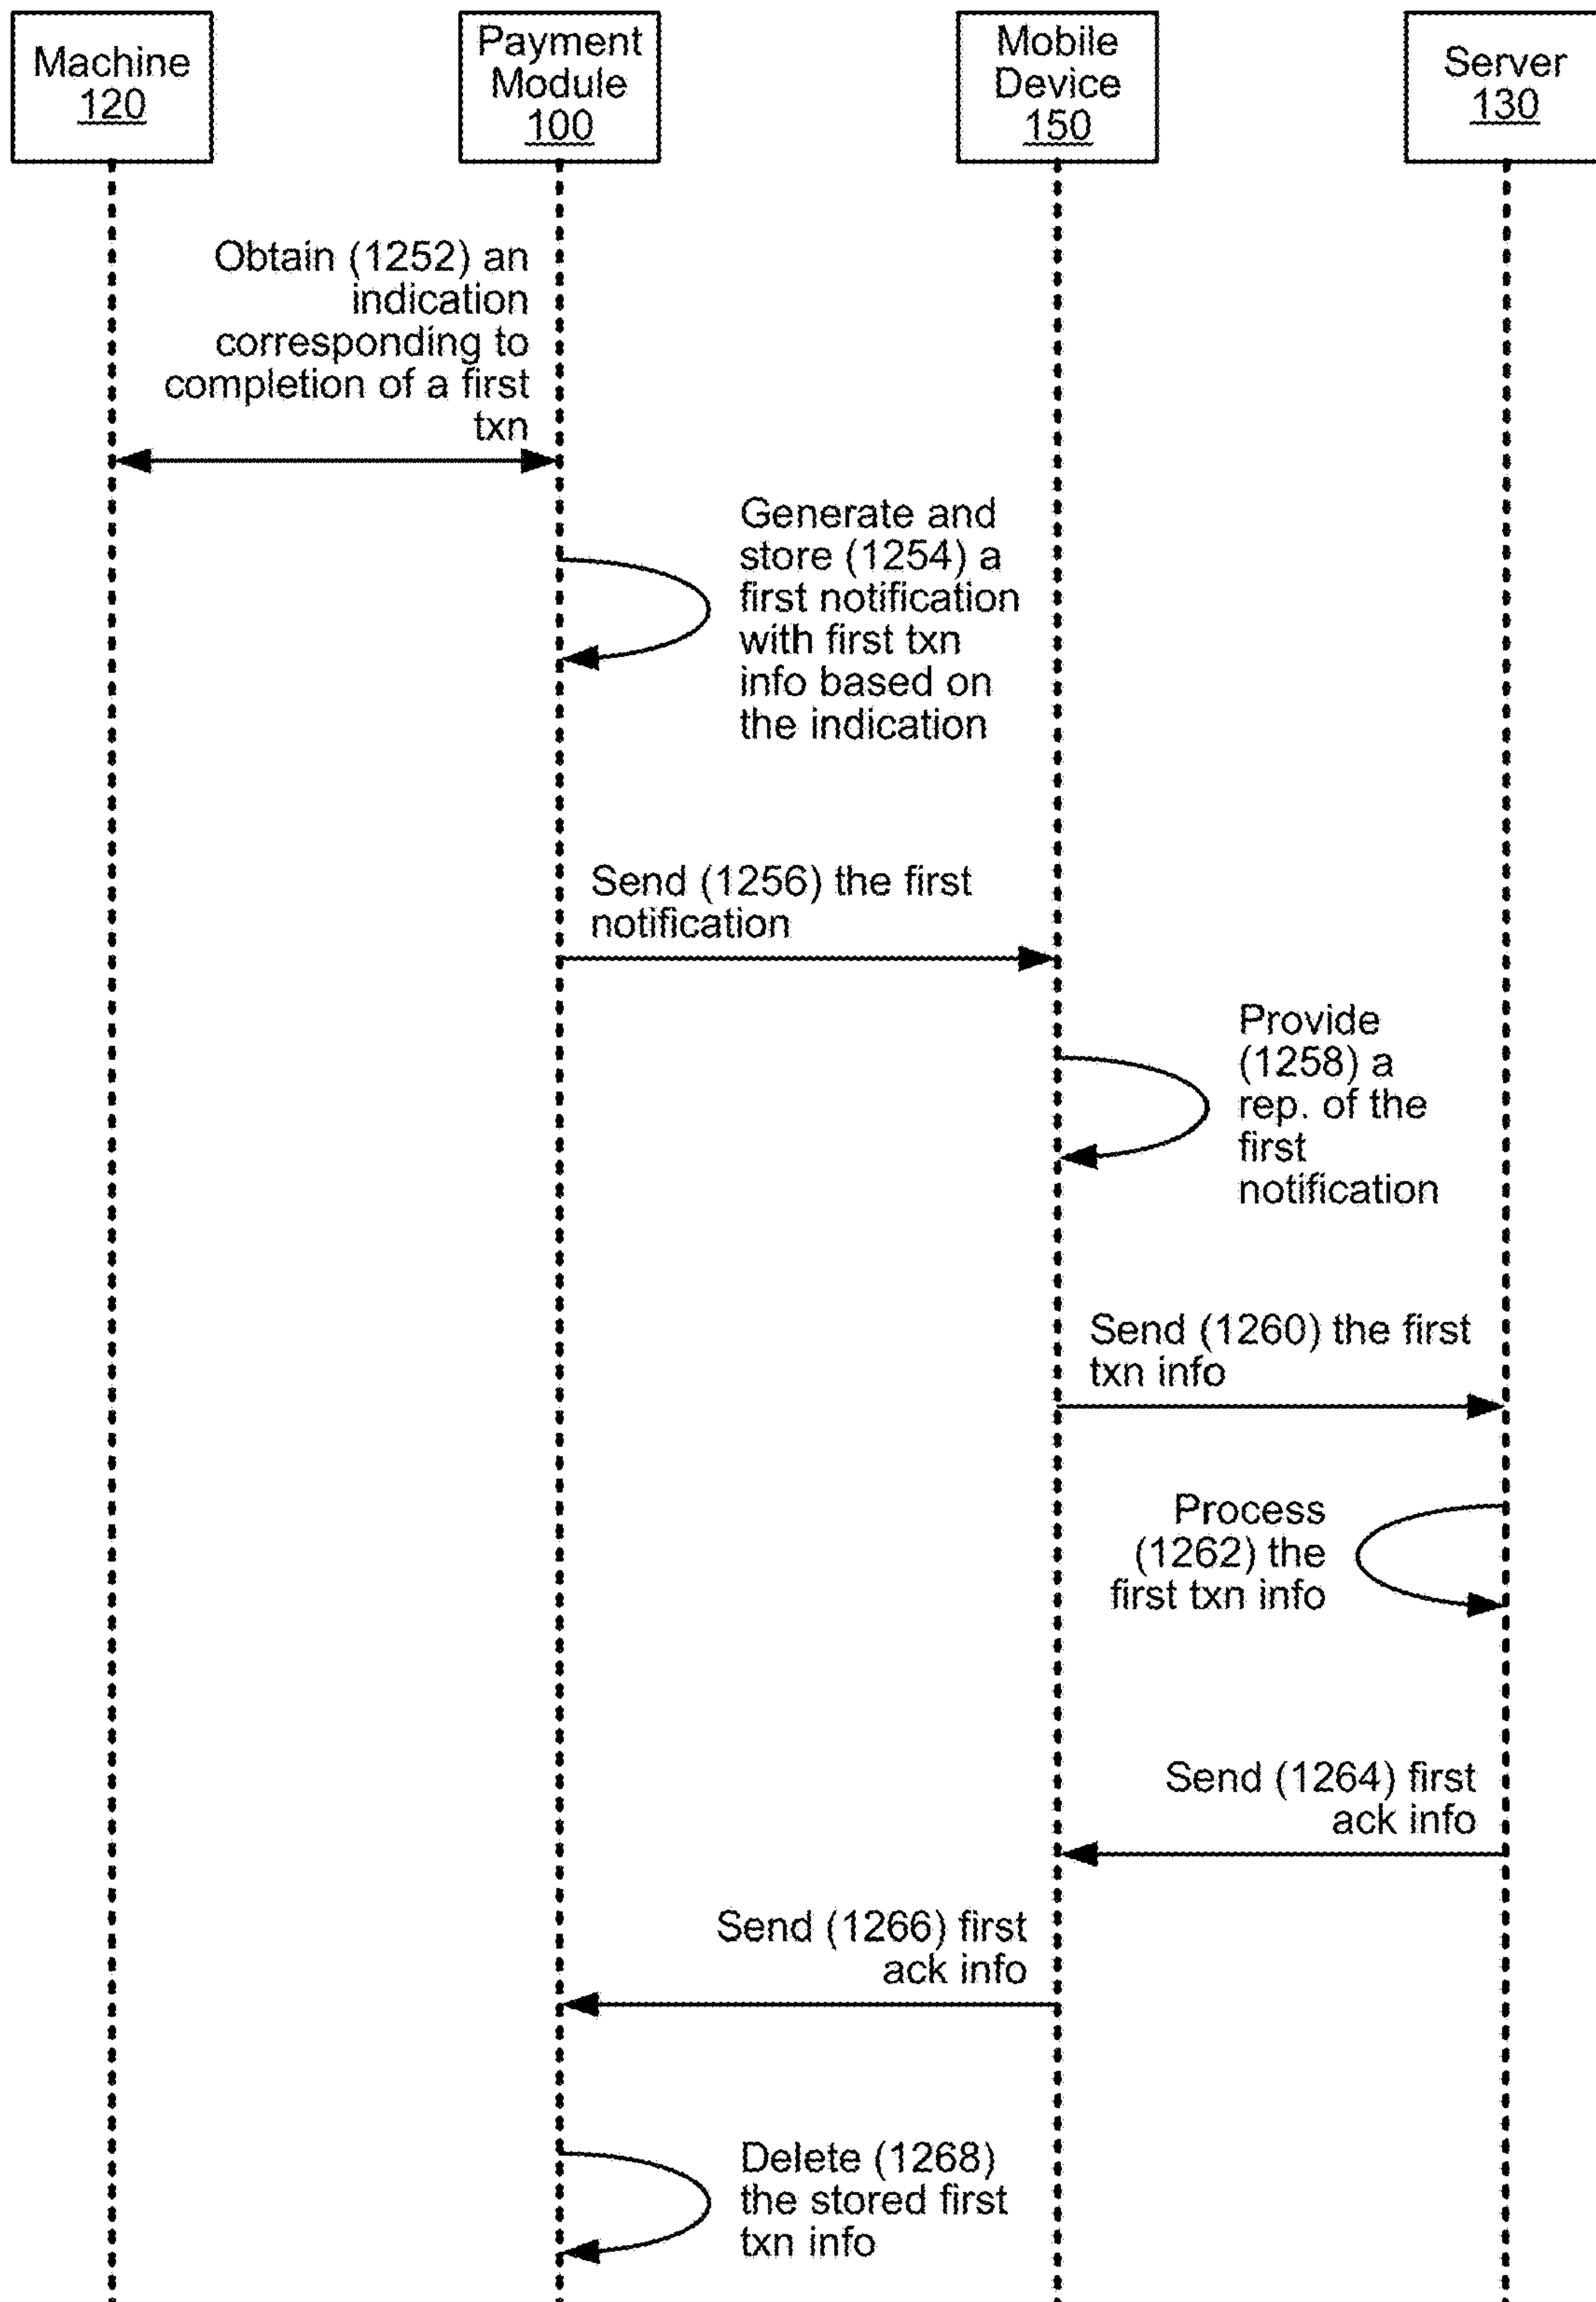 Machine
120
Payment
Module
100
Mobile
Device
150
Server
130
Obtain (1252) an
indication
corresponding to
completion of a first
txn
Generate and
store (1254) a
first notification
with first txn
info based on
the indication
Send (1256) the first
notification
Provide
(1258) a
rep. of the
first
notification
Send (1260) the first
txn info
Process
(1262) the
first txn info
Send (1264) first
ack info
Send (1266) first
ack info
Delete (1268)
the stored first
txn info